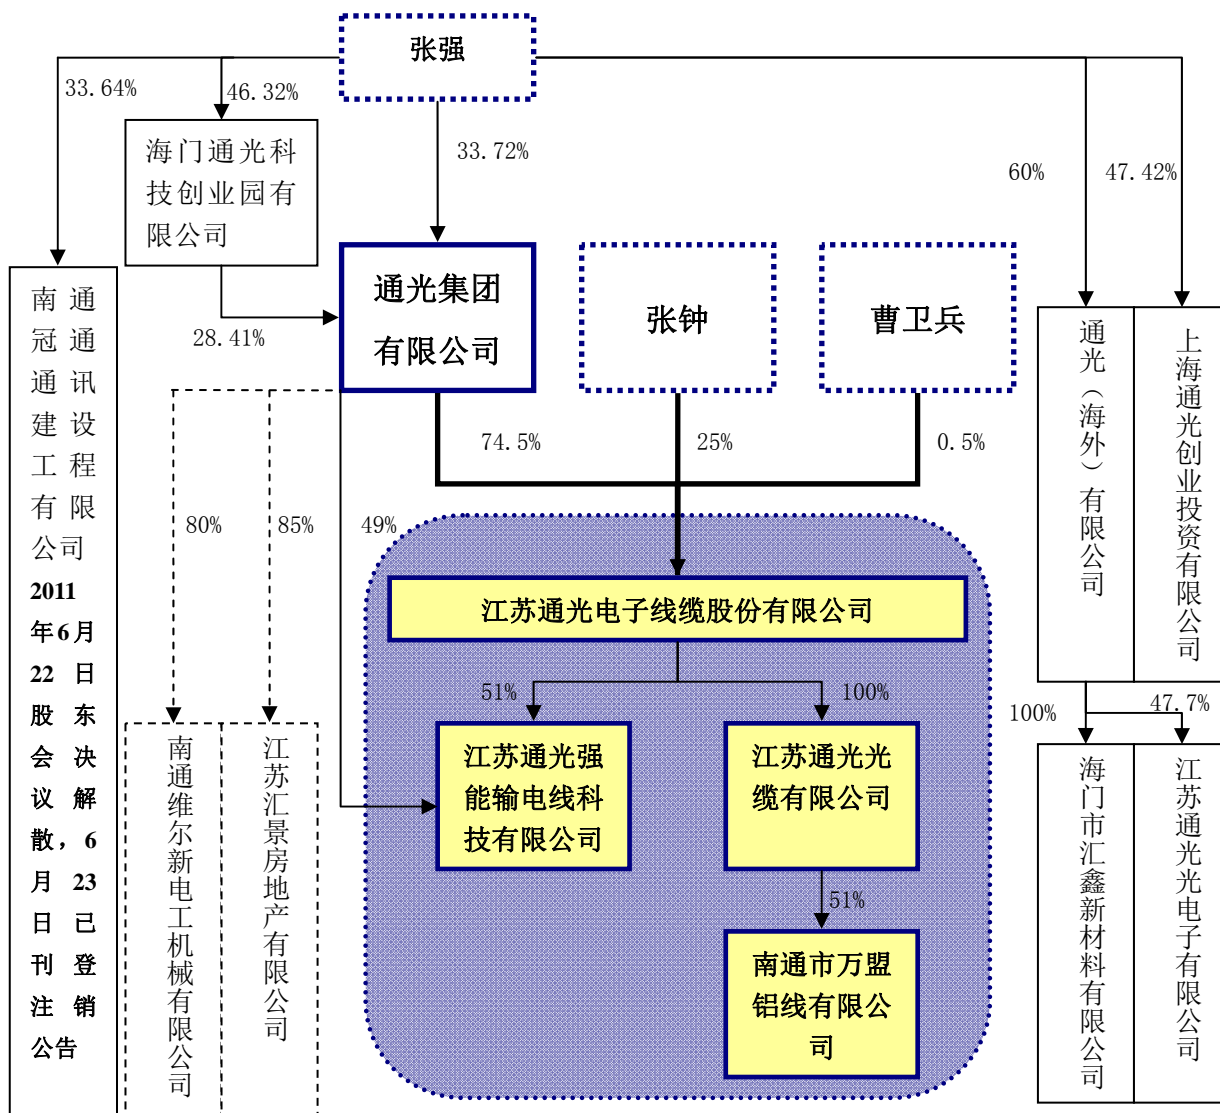 张强
33.64%
46.32%
33.72%
60%
47.42%
海门通光科
技创业园有
限公司
28.41%
通光集团
有限公司
张钟
曹卫兵
南通
冠通
通讯
建设
工程
有限
公司
2011
年6月
22日
股东
会决
议解
散，6
月23
日已
刊登
注销
公告
74.5%
25%
0.5%
通光（海外）有限公司
上海通光创业投资有限公司
80%
85%
49%
江苏通光电子线缆股份有限公司
51%
100%
100%
47.7%
南通维尔新电工机械有限公司
江苏汇景房地产有限公司
江苏通光强
能输电线科
技有限公司
江苏通光光
缆有限公司
51%
南通市万盟
铝线有限公
司
海门市汇鑫新材料有限公司
江苏通光光电子有限公司